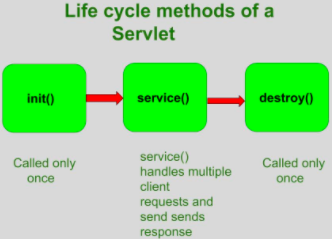 Life cycle methods of a
Servlet
init()
service()
destroy()
Called only
once
service()
handles multiple
client
requests and
send sends
response
Called only
once